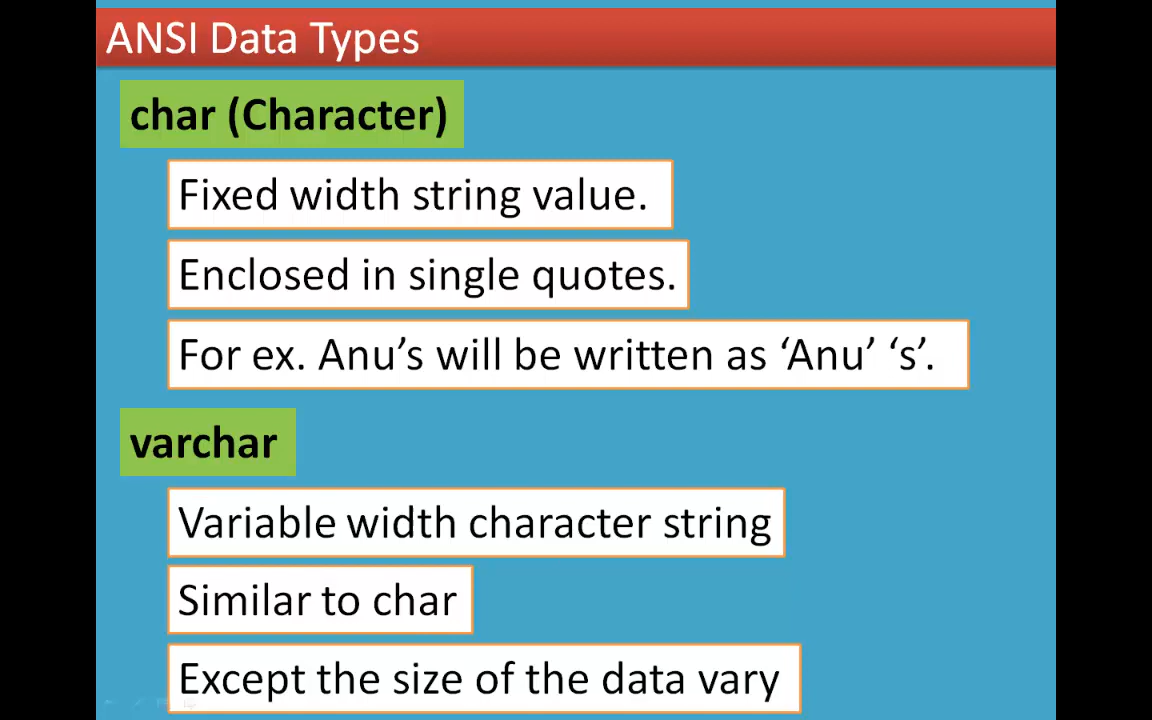 ANSI Data Types
char (Character)
Fixed width string value.
Enclosed in single quotes.
For ex. Anu’s will be written as ‘Anu’ ‘s’.
varchar
Variable width character string
Similar to char
Except the size of the data vary